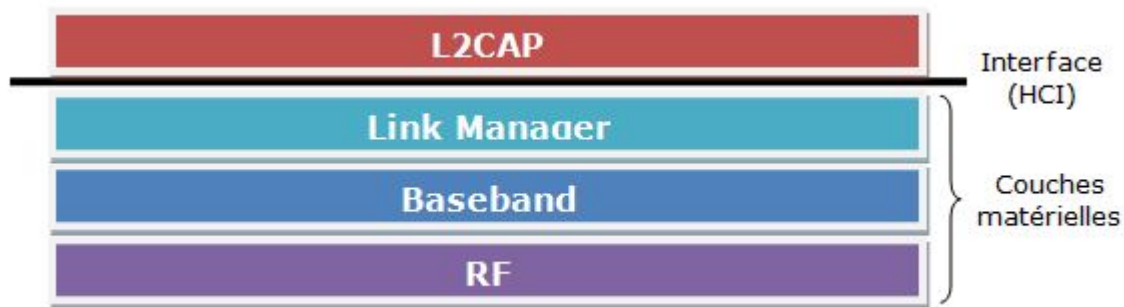 L2CAP
Interface
(HCI)
Link Manager
Baseband
Couches
matérielles
RF